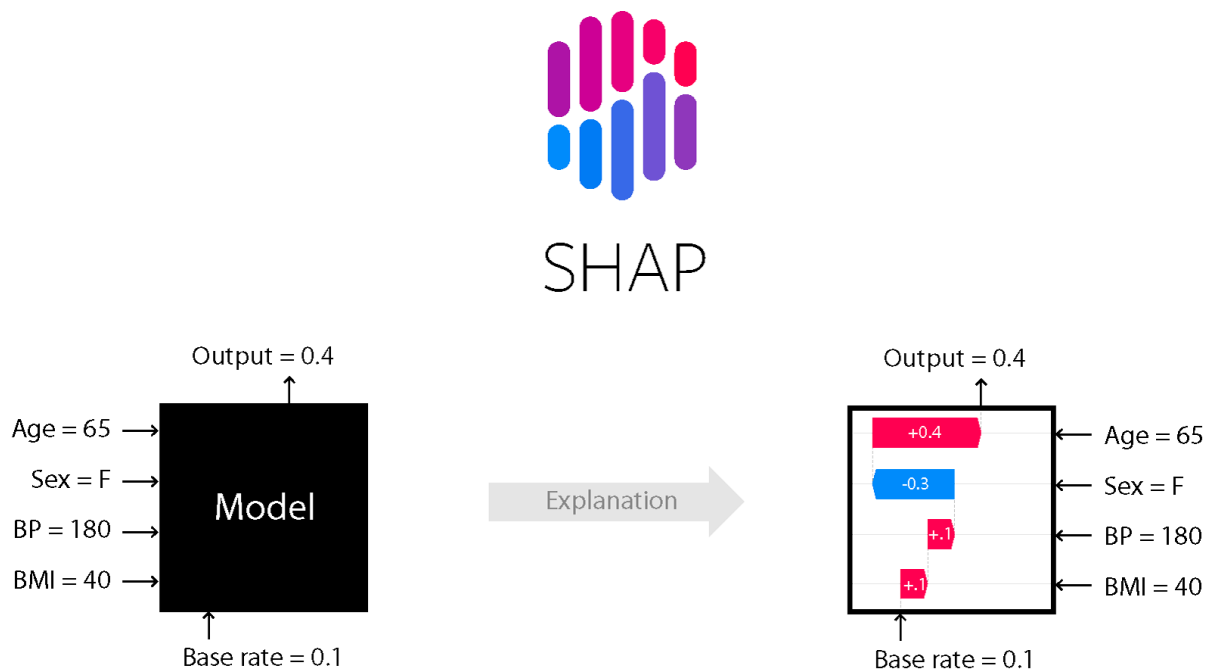 SHAP
Output = 0.4
Age = 65
Sex = F
BP = 180
BMI = 40
Model
Base rate = 0.1
Explanation
Output = 0.4
+0.4
-0.3
+.1
+.1
Age = 65
Sex = F
BP = 180
BMI = 40
Base rate = 0.1